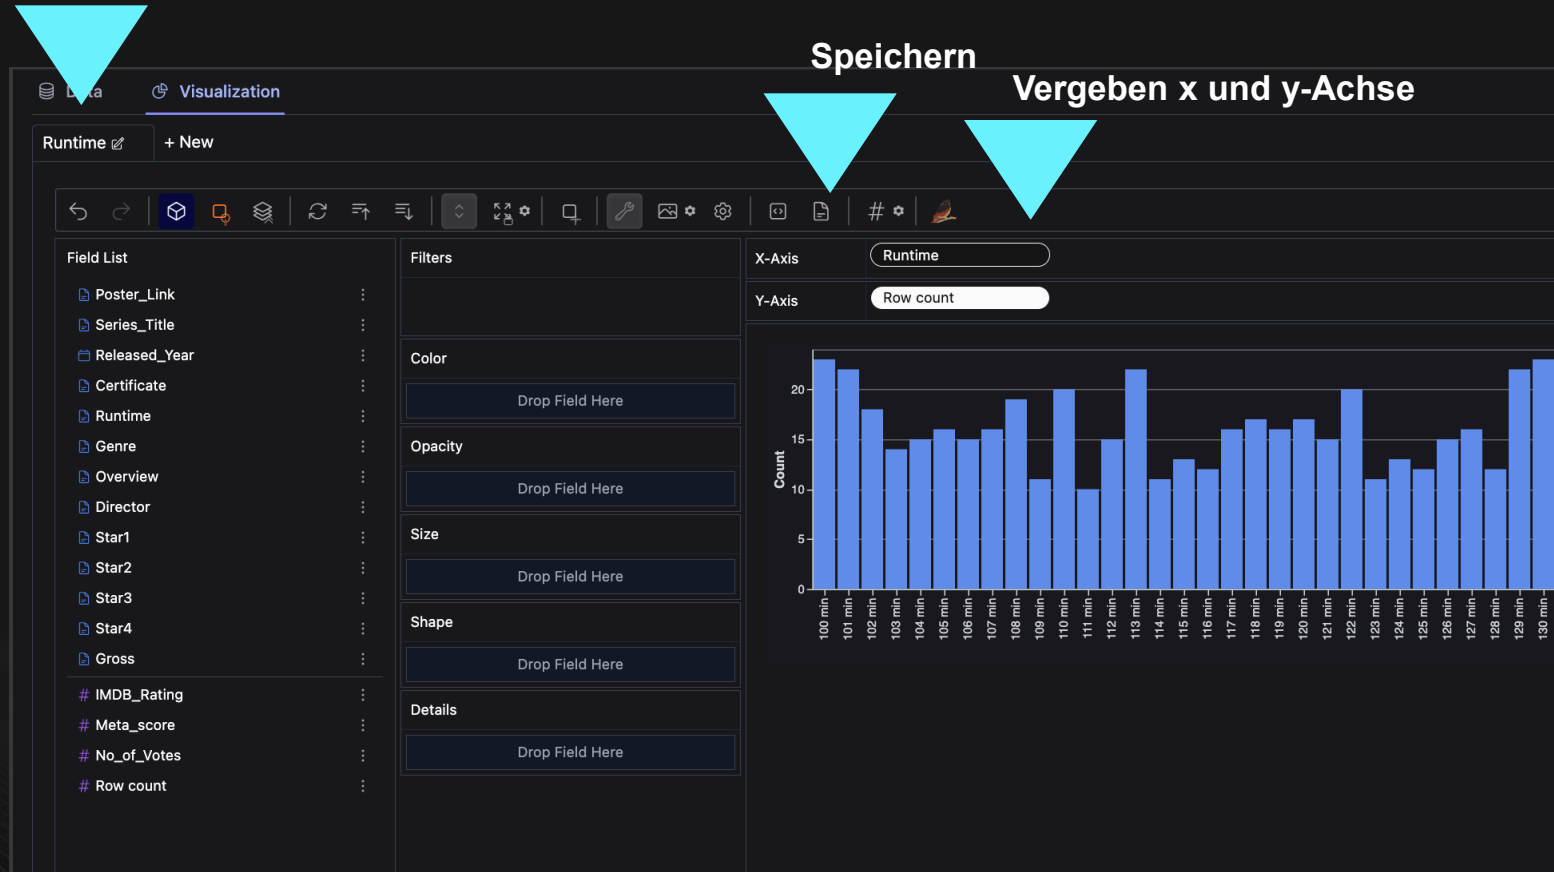 Speichern
Vergeben x und y-Achse
Visualization
Runtime
+ New
Field List
Filters
X-Axis
Runtime
Y-Axis
Row count
Poster_Link
Series_Title
Released_Year
Certificate
Runtime
Genre
Overview
Director
Star1
Star2
Star3
Star4
Gross
# IMDB_Rating
# Meta_score
# No_of_Votes
# Row count
Color
Drop Field Here
Opacity
Drop Field Here
Size
Drop Field Here
Shape
Drop Field Here
Details
Drop Field Here
Count
20
15
10
5
0
100 min
101 min
102 min
103 min
104 min
105 min
106 min
107 min
108 min
109 min
110 min
111 min
112 min
113 min
114 min
115 min
116 min
117 min
118 min
119 min
120 min
121 min
122 min
123 min
124 min
125 min
126 min
127 min
128 min
129 min
130 min